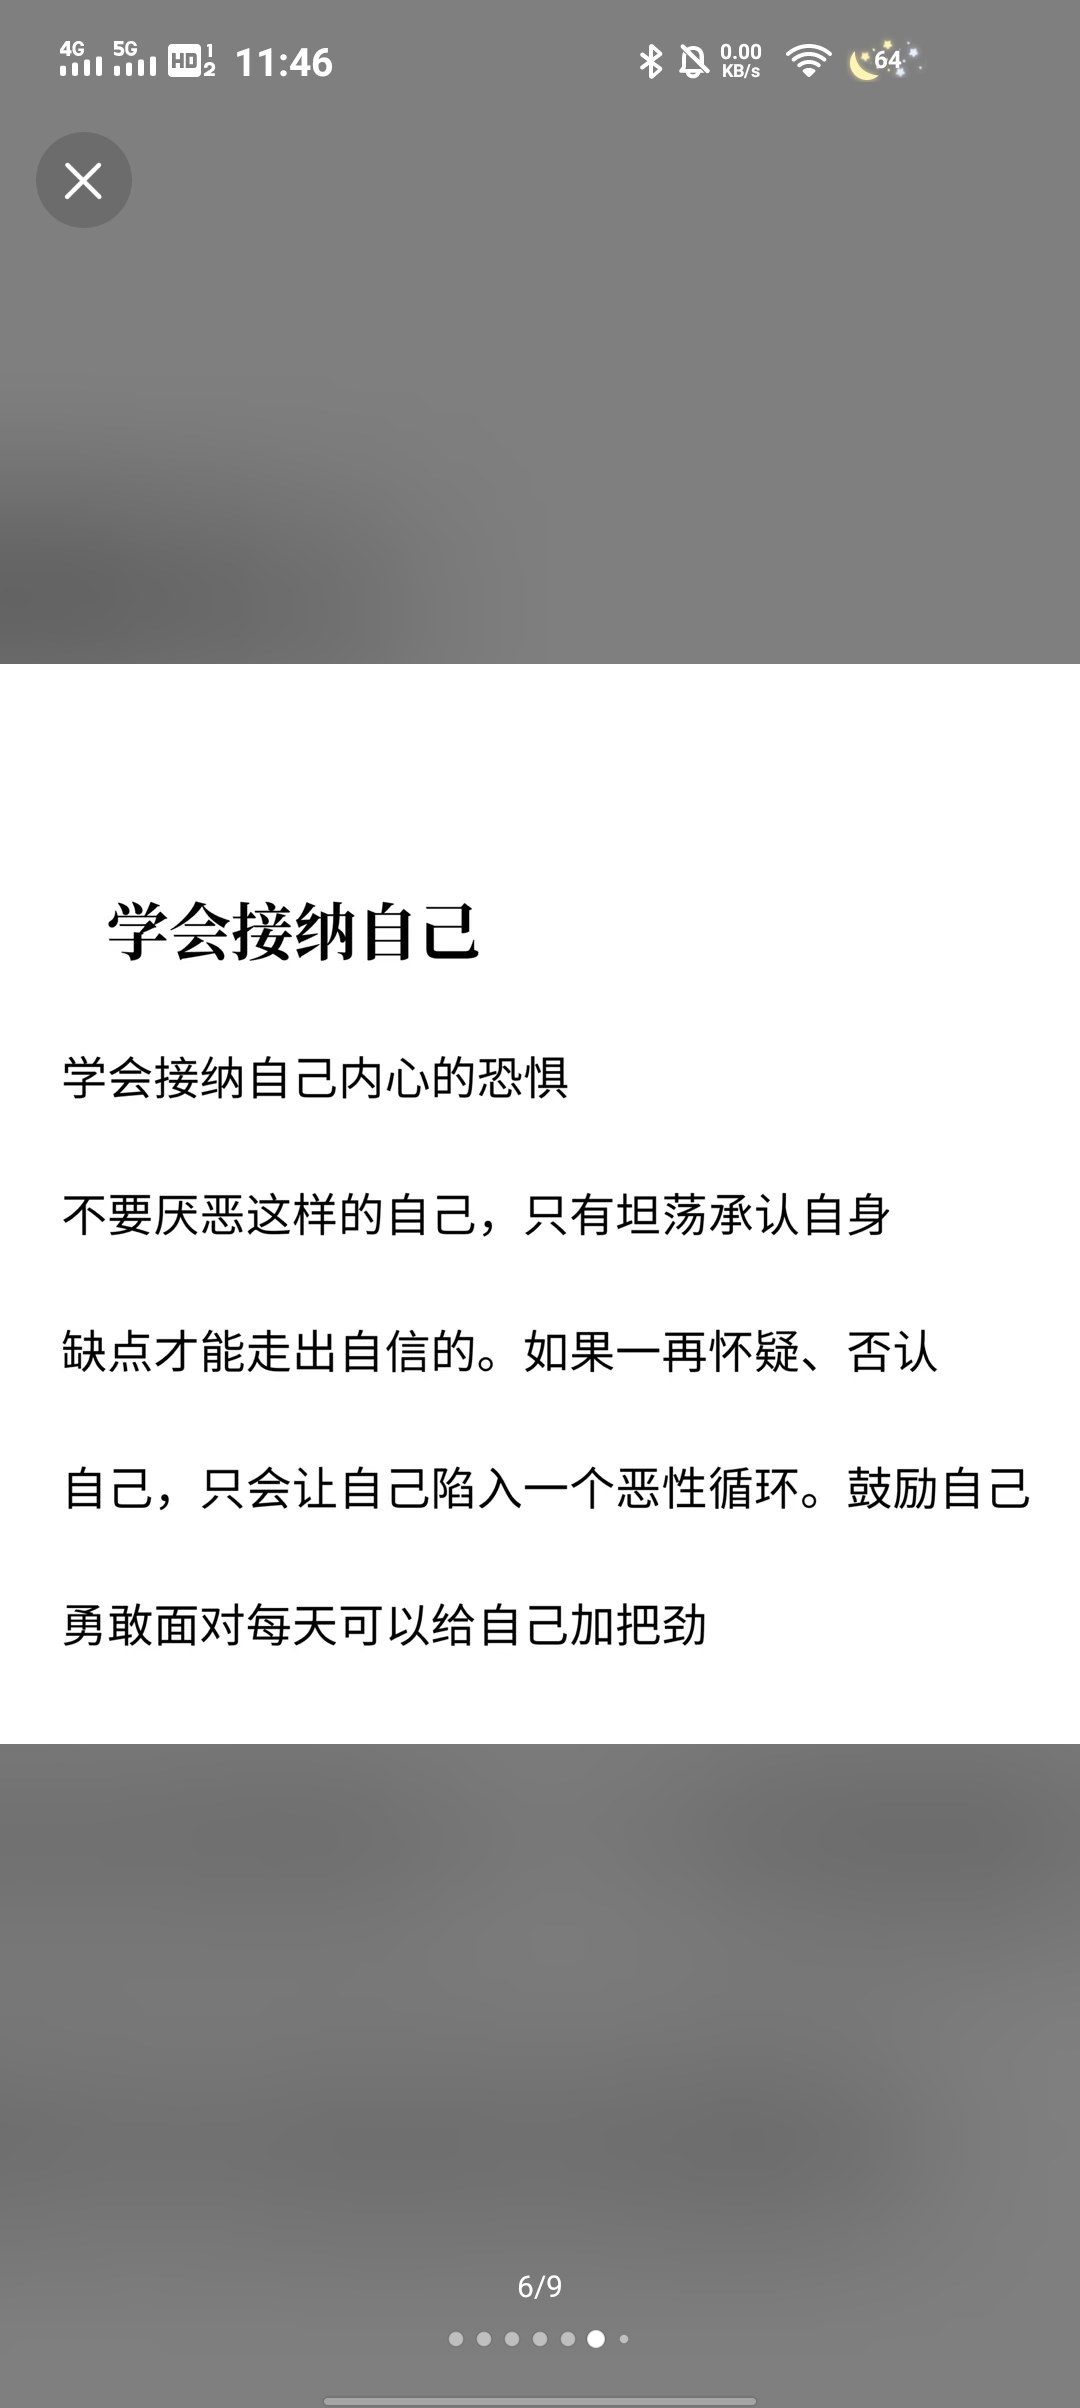 4G 5G HD 1 2 11:46 0.00 KB/s 64
学会接纳自己
学会接纳自己内心的恐惧
不要厌恶这样的自己，只有坦荡承认自身
缺点才能走出自信的。如果一再怀疑、否认
自己，只会让自己陷入一个恶性循环。鼓励自己
勇敢面对每天可以给自己加把劲
6/9